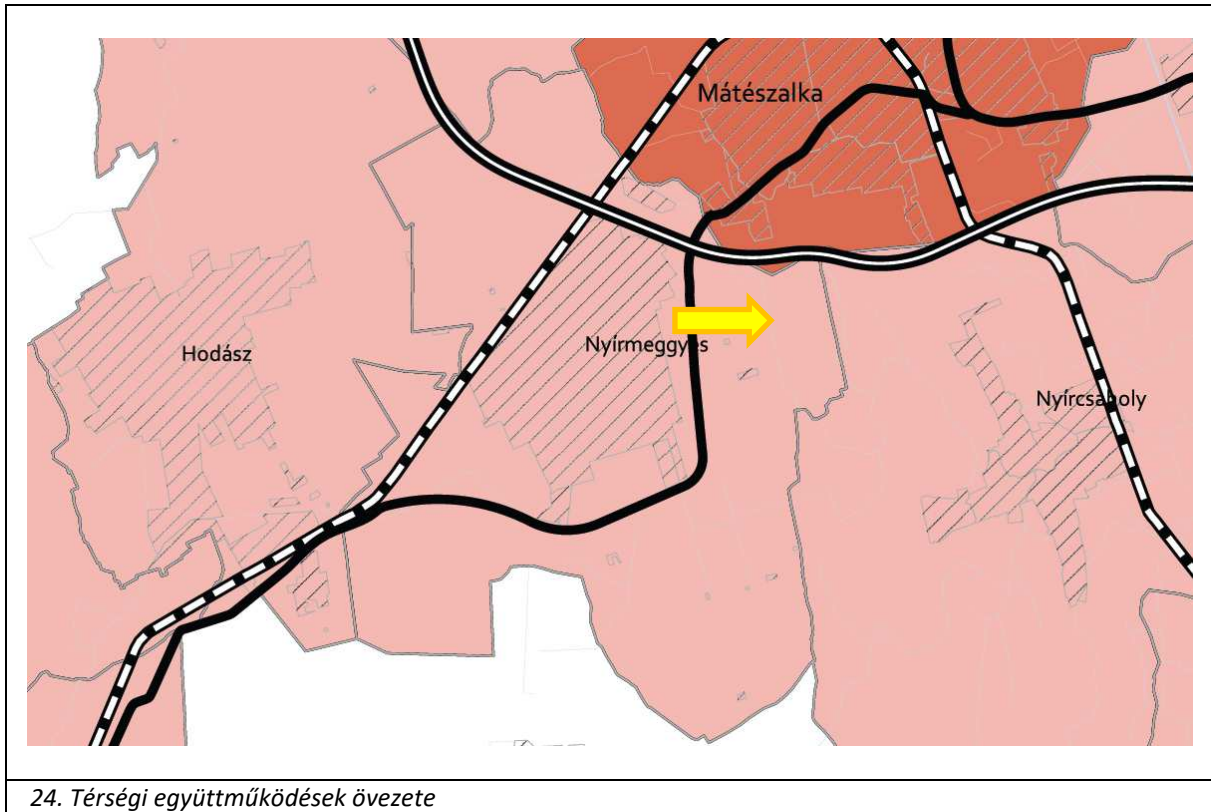 Mátészalka
Hodász
Nyírmeggyes
Nyírcsaholy
24. Térségi együttműködések övezete